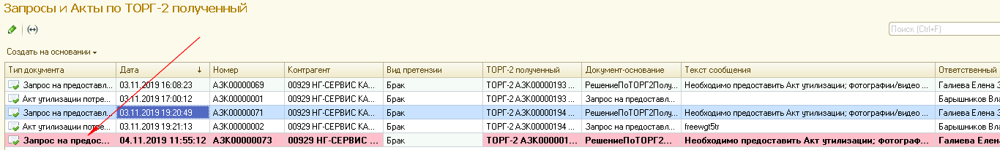 Запросы и Акты по ТОРГ-2 полученный
Поиск (Ctrl+F)
Создать на основании
Тип документа Дата Номер Контрагент Вид претензии ТОРГ-2 полученный Документ-основание Текст сообщения Ответственный
Запрос на предоставл... 03.11.2019 16:08:23 АЗК00000069 00929 НГ-СЕРВИС КА... Брак ТОРГ-2 АЗК00000193 ... РешениеПоТОРГ2Полу... Необходимо предоставить Акт утилизации; фотографии/видео ... Галиева Елена З
Акт утилизации потре... 03.11.2019 17:00:12 АЗК00000001 00929 НГ-СЕРВИС КА... Брак ТОРГ-2 АЗК00000193 ... Запрос на предоставл... Барышников Вла
Запрос на предоставл... 03.11.2019 19:20:49 АЗК00000071 00929 НГ-СЕРВИС КА... Брак ТОРГ-2 АЗК00000194 ... РешениеПоТОРГ2Полу... Необходимо предоставить Акт утилизации; фотографии/видео ... Галиева Елена З
Акт утилизации потре... 03.11.2019 19:21:13 АЗК00000002 00929 НГ-СЕРВИС КА... Брак ТОРГ-2 АЗК00000194 ... Запрос на предоставл... freewgt5tr Барышников Вла
Запрос на предос... 04.11.2019 11:55:12 АЗК00000073 00929 НГ-СЕРВИС ... Брак ТОРГ-2 АЗК000001... РешениеПоТОРГ2... Необходимо предоставить Акт утилизации; фотограф... Галиева Елен